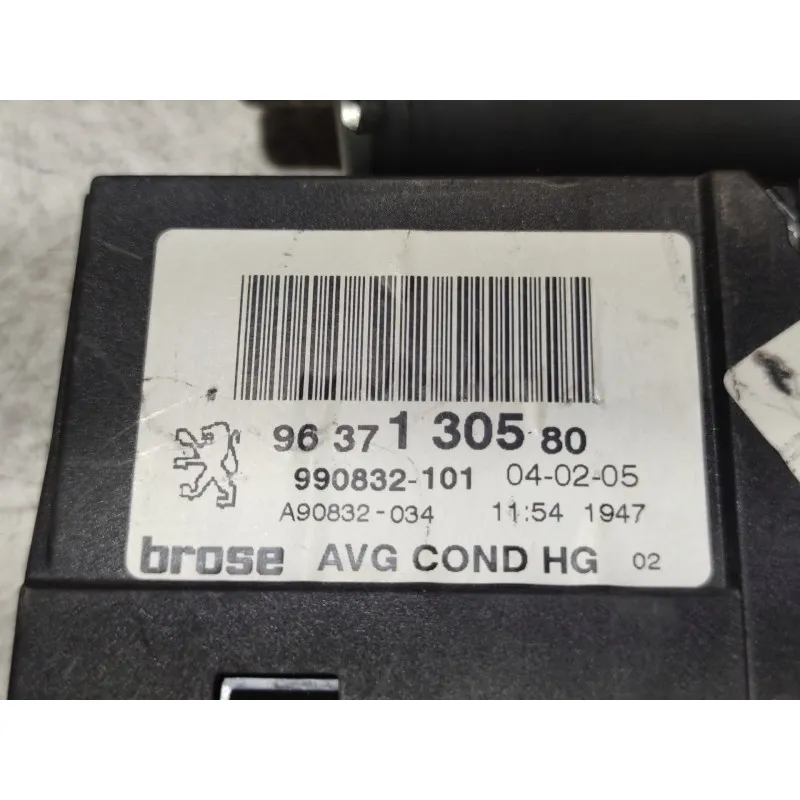 96 37 1 305 80
990832-101 04-02-05
A90832-034 11:54 1947
brose AVG COND HG 02